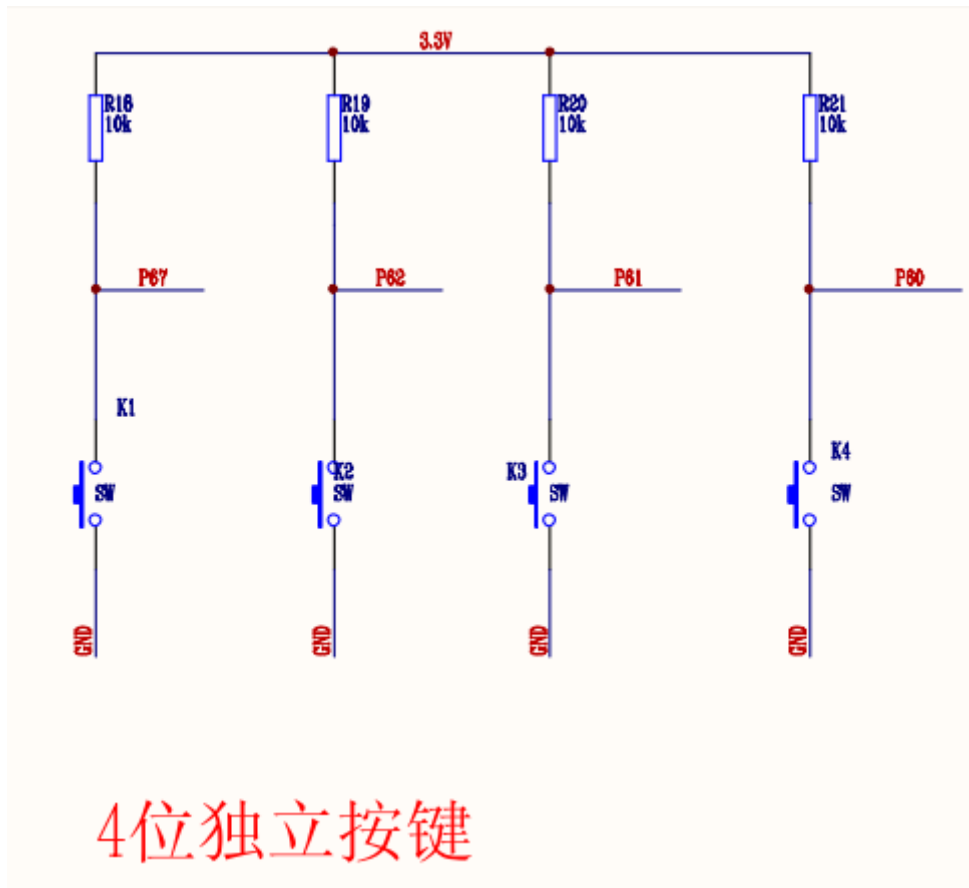 3.3V
R18 R19 R20 R21
10k 10k 10k 10k
P67 P62 P61 P60
K1
K2 K3 K4
SW SW SW SW
GND GND GND GND
4位独立按键